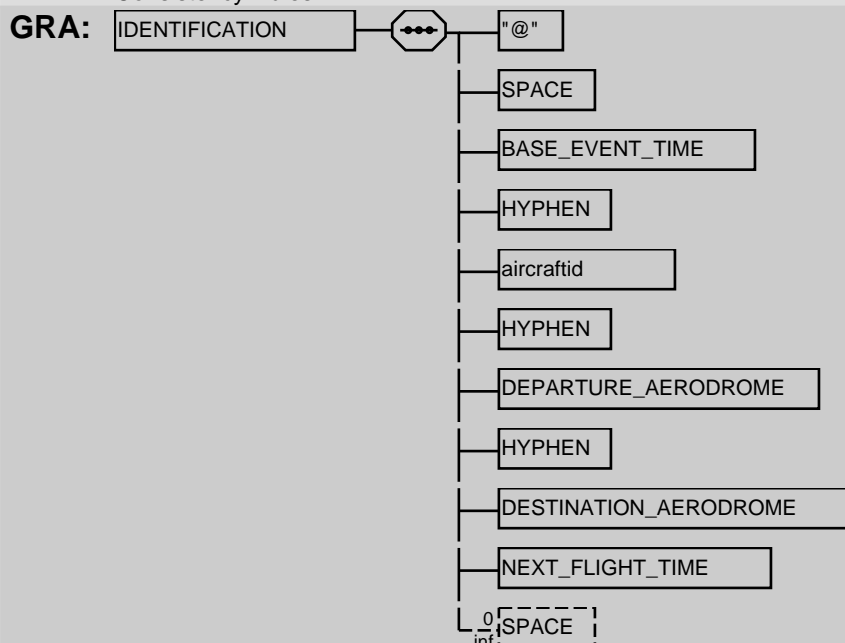 GRA: IDENTIFICATION "@"
SPACE
BASE_EVENT_TIME
HYPHEN
aircraftid
HYPHEN
DEPARTURE_AERODROME
HYPHEN
DESTINATION_AERODROME
NEXT_FLIGHT_TIME
0 SPACE
inf